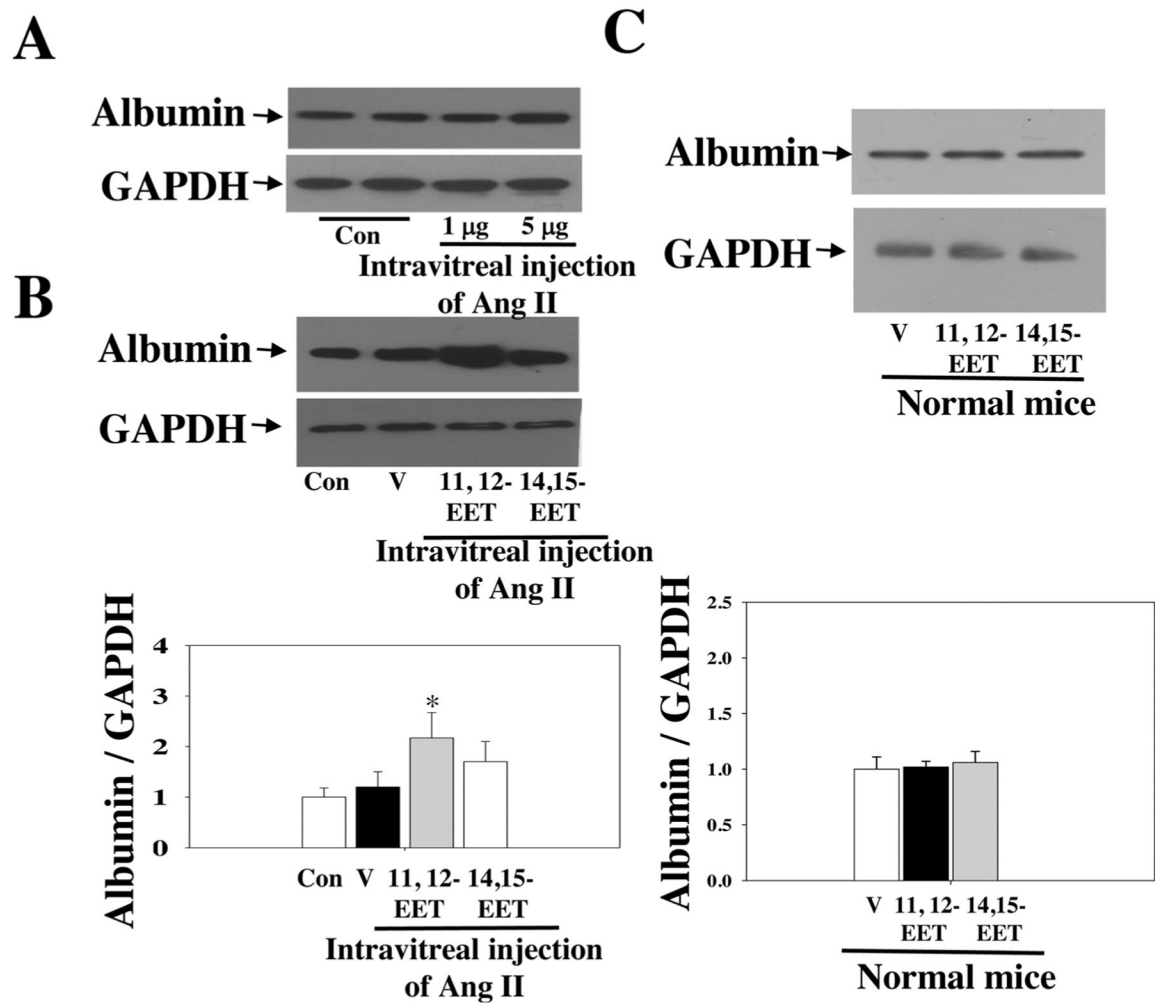 A
Albumin
GAPDH
Con
1 μg 5 μg
Intravitreal injection
of Ang II
B
Albumin
GAPDH
Con V 11, 12- 14,15-
EET EET
Intravitreal injection
of Ang II
Albumin / GAPDH
4
3
2
1
0
*
Con V 11, 12- 14,15-
EET EET
Intravitreal injection
of Ang II
C
Albumin
GAPDH
V 11, 12- 14,15-
EET EET
Normal mice
Albumin / GAPDH
2.5
2.0
1.5
1.0
0.5
0.0
V 11, 12- 14,15-
EET EET
Normal mice